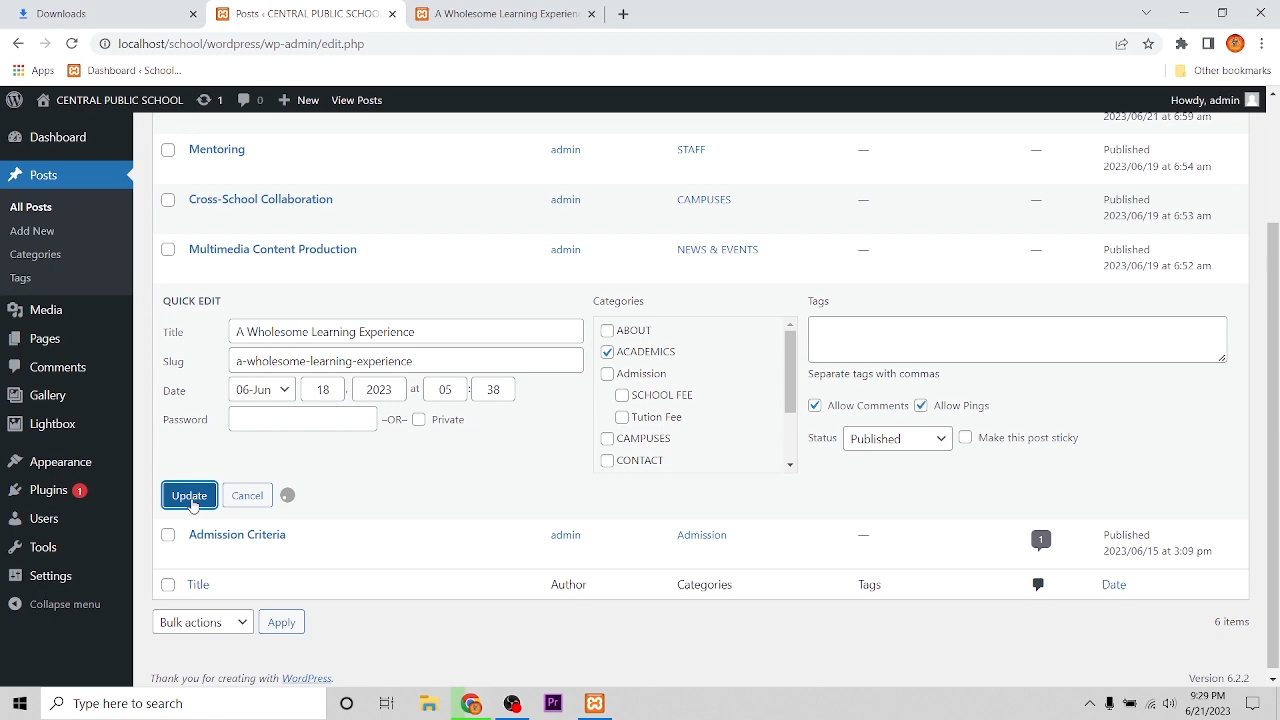 Downloads
Posts ‹ CENTRAL PUBLIC SCHOOL
A Wholesome Learning Experienc
localhost/school/wordpress/wp-admin/edit.php
Apps
Dashboard ‹ School...
Other bookmarks
CENTRAL PUBLIC SCHOOL
1
0
New
View Posts
Howdy, admin
Dashboard
Posts
All Posts
Add New
Categories
Tags
Media
Pages
Comments
Gallery
Lightbox
Appearance
Plugins 1
Users
Tools
Settings
Collapse menu
2023/06/21 at 6:59 am
Mentoring admin STAFF — — Published
2023/06/19 at 6:54 am
Cross-School Collaboration admin CAMPUSES — — Published
2023/06/19 at 6:53 am
Multimedia Content Production admin NEWS & EVENTS — — Published
2023/06/19 at 6:52 am
QUICK EDIT
Title A Wholesome Learning Experience
Slug a-wholesome-learning-experience
Date 06-Jun 18 , 2023 at 05 : 38
Password –OR– Private
Categories
ABOUT
ACADEMICS
Admission
SCHOOL FEE
Tution Fee
CAMPUSES
CONTACT
Tags
Separate tags with commas
Allow Comments Allow Pings
Status Published Make this post sticky
Update Cancel
Admission Criteria admin Admission — 1 Published
2023/06/15 at 3:09 pm
Title Author Categories Tags Date
Bulk actions Apply
6 items
Thank you for creating with WordPress.
Version 6.2.2
Type here to search
Pr
9:29 PM
6/21/2023